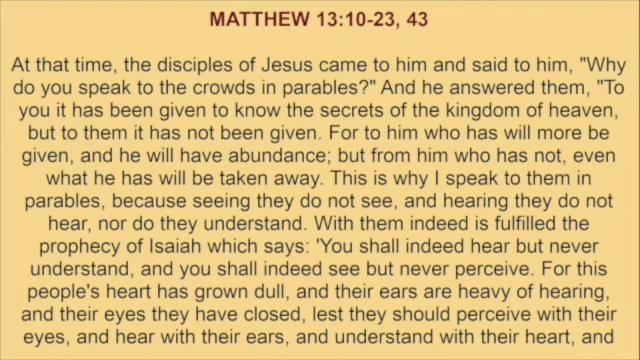 MATTHEW 13:10-23, 43
At that time, the disciples of Jesus came to him and said to him, "Why
do you speak to the crowds in parables?" And he answered them, "To
you it has been given to know the secrets of the kingdom of heaven,
but to them it has not been given. For to him who has will more be
given, and he will have abundance; but from him who has not, even
what he has will be taken away. This is why I speak to them in
parables, because seeing they do not see, and hearing they do not
hear, nor do they understand. With them indeed is fulfilled the
prophecy of Isaiah which says: 'You shall indeed hear but never
understand, and you shall indeed see but never perceive. For this
people's heart has grown dull, and their ears are heavy of hearing,
and their eyes they have closed, lest they should perceive with their
eyes, and hear with their ears, and understand with their heart, and